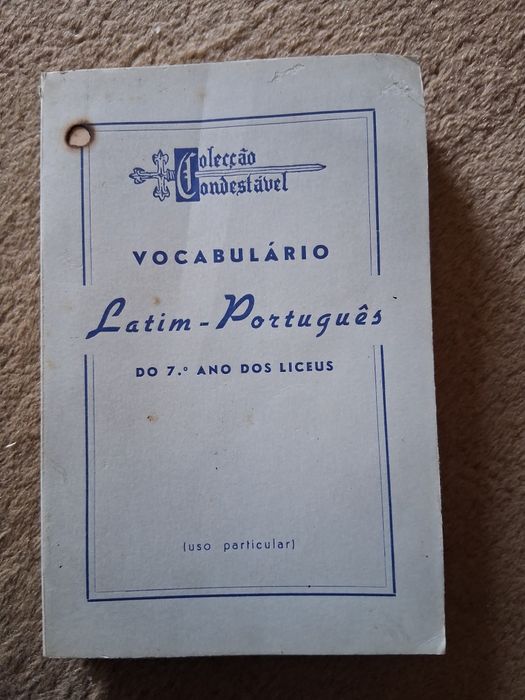 Colecção
Condestável
VOCABULÁRIO
Latim-Português
DO 7.º ANO DOS LICEUS
(uso particular)